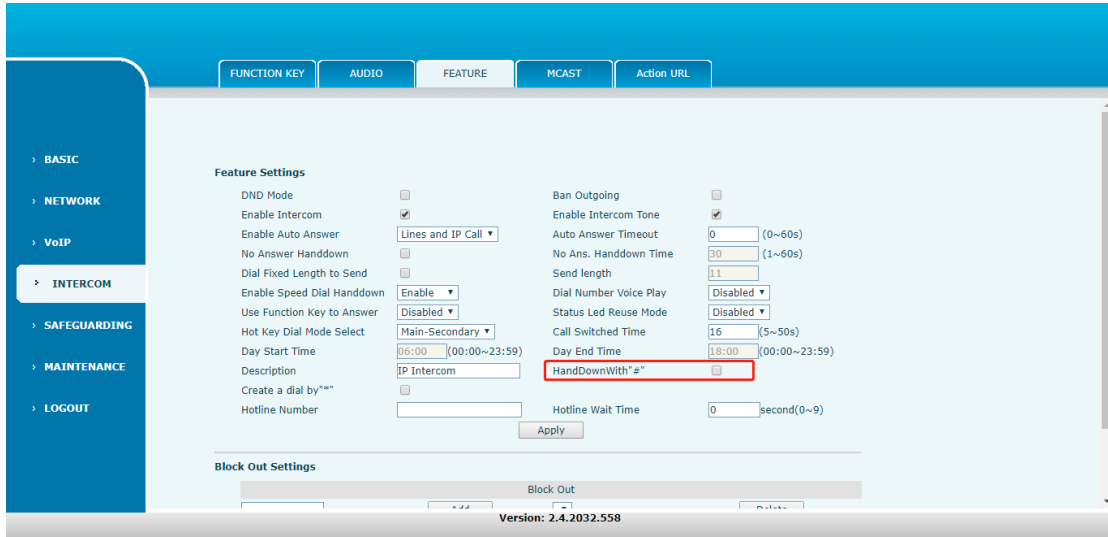 FUNCTION KEY AUDIO FEATURE MCAST Action URL
› BASIC
› NETWORK
› VoIP
› INTERCOM
› SAFEGUARDING
› MAINTENANCE
› LOGOUT
Feature Settings
DND Mode Ban Outgoing
Enable Intercom Enable Intercom Tone
Enable Auto Answer Lines and IP Call Auto Answer Timeout 0 (0~60s)
No Answer Handdown No Ans. Handdown Time 30 (1~60s)
Dial Fixed Length to Send Send length 11
Enable Speed Dial Handdown Enable Dial Number Voice Play Disabled
Use Function Key to Answer Disabled Status Led Reuse Mode Disabled
Hot Key Dial Mode Select Main-Secondary Call Switched Time 16 (5~50s)
Day Start Time 06:00 (00:00~23:59) Day End Time 18:00 (00:00~23:59)
Description IP Intercom HandDownWith"#"
Create a dial by"*"
Hotline Number Hotline Wait Time 0 second(0~9)
Apply
Block Out Settings
Block Out
Add Delete
Version: 2.4.2032.558